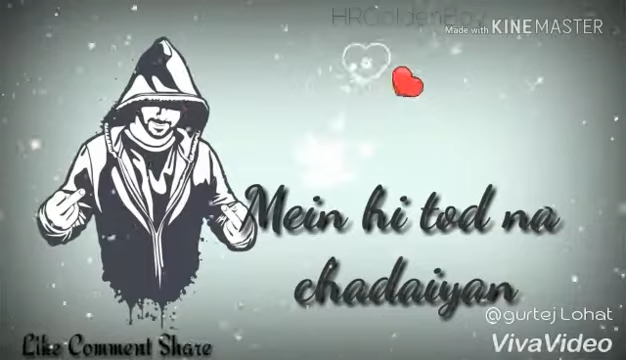 HRGoldenBoy
Made with KINEMASTER
Mein hi tod na
chadaiyan
@gurtej Lohat
Like Comment Share
VivaVideo